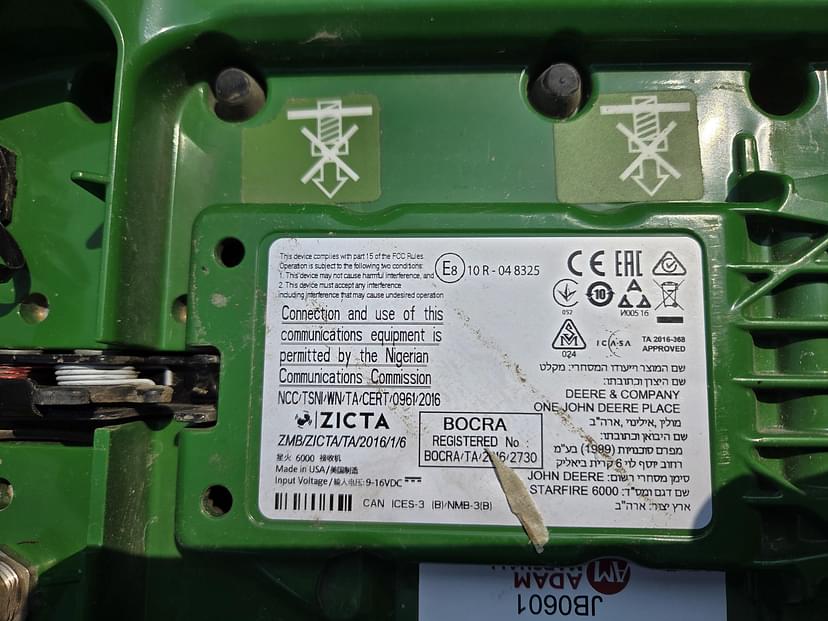 This device complies with part 15 of the FCC Rules.
Operation is subject to the following two conditions:
1. This device may not cause harmful interference, and
2. This device must accept any interference
including interference that may cause undesired operation
E8 10 R - 04 8325
CE EAC
052
10
И005 16
024
ICASA
TA 2016-368
APPROVED
Connection and use of this
communications equipment is
permitted by the Nigerian
Communications Commission
NCC/TSNI/WN/TA/CERT/0961/2016
ZICTA
ZMB/ZICTA/TA/2016/1/6
BOCRA
REGISTERED No :
BOCRA/TA/2016/2730
星火 6000 接收机
Made in USA/美国制造
Input Voltage/输入电压: 9-16VDC
CAN ICES-3 (B)/NMB-3(B)
שם המוצר וייעודו המסחרי: מקלט
שם היצרן וכתובתו:
DEERE & COMPANY
ONE JOHN DEERE PLACE
מולין, אילינוי, ארה"ב
שם היבואן וכתובתו:
מפרם סוכנויות (1989) בע"מ
רחוב יוסף לוי 6 קרית ביאליק
סימן מסחר רשום: JOHN DEERE
שם דגם ומס"ד: STARFIRE 6000
ארץ יצור: ארה"ב
AM ADAM
MARSHALL
JB0601